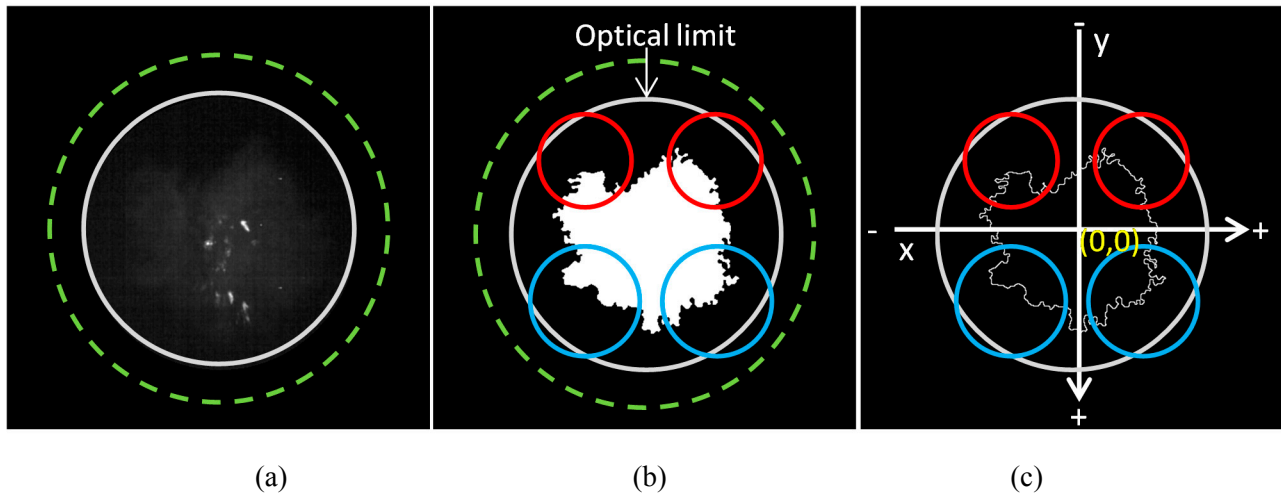 Optical limit
-
y
(0,0)
-
x
+
+
(a)
(b)
(c)